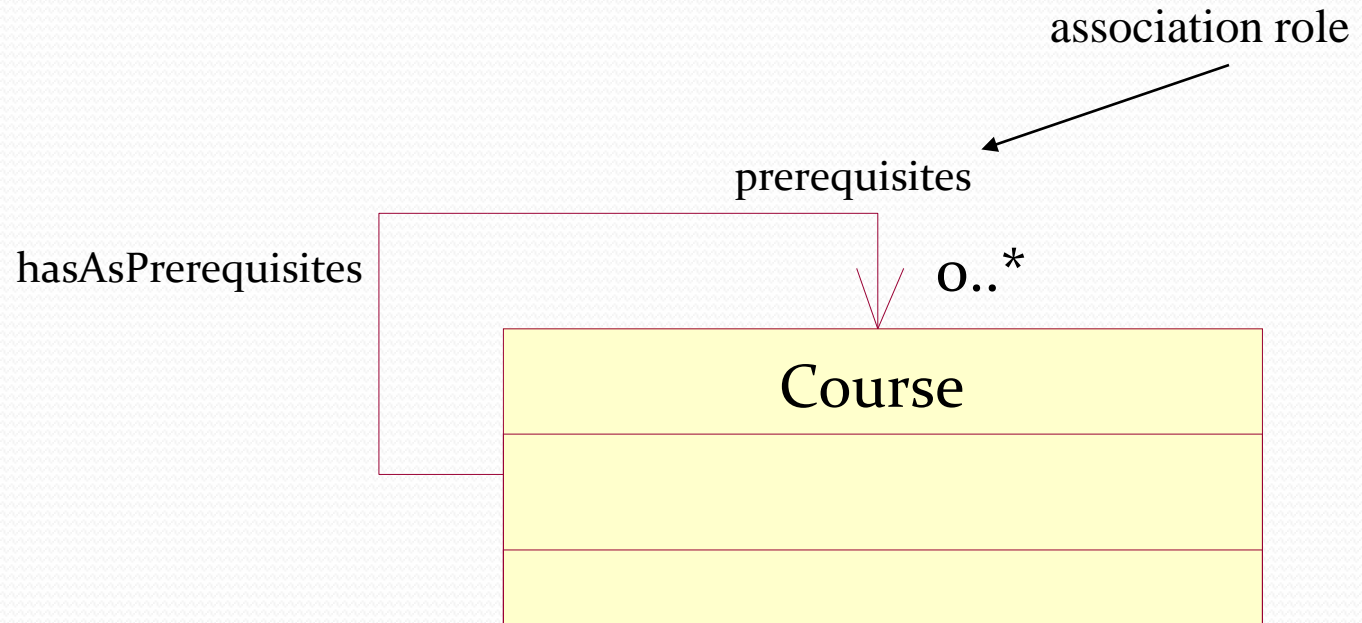 association role
prerequisites
hasAsPrerequisites
0..*
Course